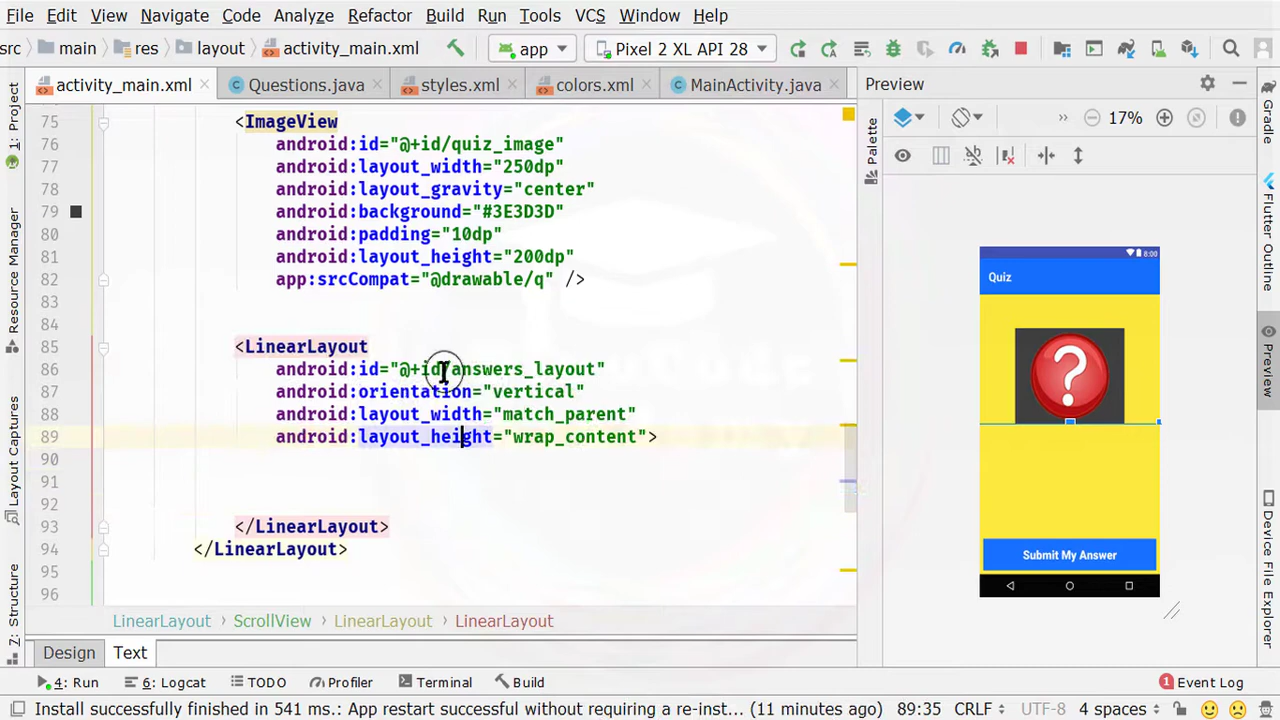 File Edit View Navigate Code Analyze Refactor Build Run Tools VCS Window Help
src main res layout activity_main.xml app Pixel 2 XL API 28
activity_main.xml Questions.java styles.xml colors.xml MainActivity.java Preview
17%
75 <ImageView
76 android:id="@+id/quiz_image"
77 android:layout_width="250dp"
78 android:layout_gravity="center"
79 android:background="#3E3D3D"
80 android:padding="10dp"
81 android:layout_height="200dp"
82 app:srcCompat="@drawable/q" />
83
84
85 <LinearLayout
86 android:id="@+id/answers_layout"
87 android:orientation="vertical"
88 android:layout_width="match_parent"
89 android:layout_height="wrap_content">
90
91
92
93 </LinearLayout>
94 </LinearLayout>
95
96
LinearLayout ScrollView LinearLayout LinearLayout
Design Text
1: Project
Resource Manager
Layout Captures
Z: Structure
Palette
8:00
Quiz
?
Submit My Answer
Gradle
Flutter Outline
Preview
Device File Explorer
4: Run 6: Logcat TODO Profiler Terminal Build 1 Event Log
Install successfully finished in 541 ms.: App restart successful without requiring a re-inst... (11 minutes ago) 89:35 CRLF UTF-8 4 spaces